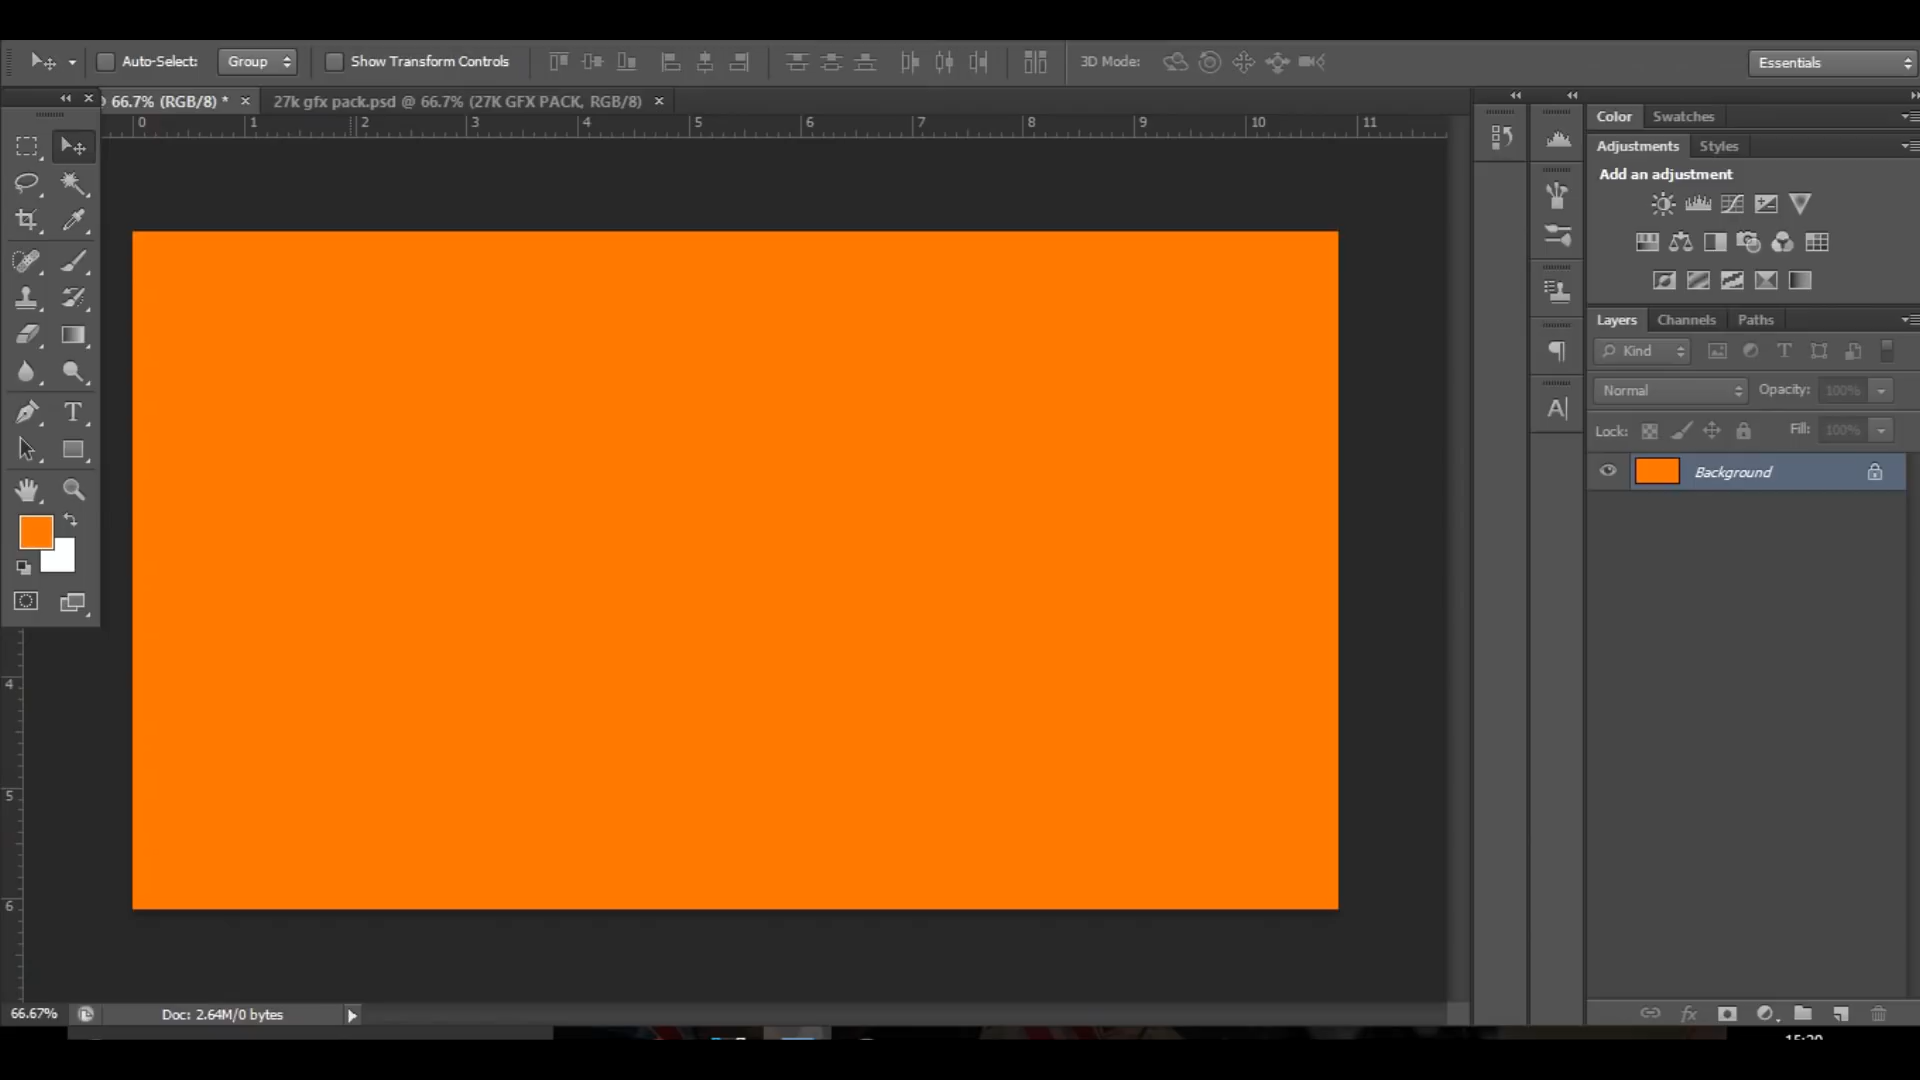 Auto-Select: Group Show Transform Controls 3D Mode: Essentials
66.7% (RGB/8) * × 27k gfx pack.psd @ 66.7% (27K GFX PACK, RGB/8) ×
0 1 2 3 4 5 6 7 8 9 10 11
Color Swatches
Adjustments Styles
Add an adjustment
Layers Channels Paths
Kind
Normal Opacity: 100%
Lock: Fill: 100%
Background
4
5
6
66.67% Doc: 2.64M/0 bytes